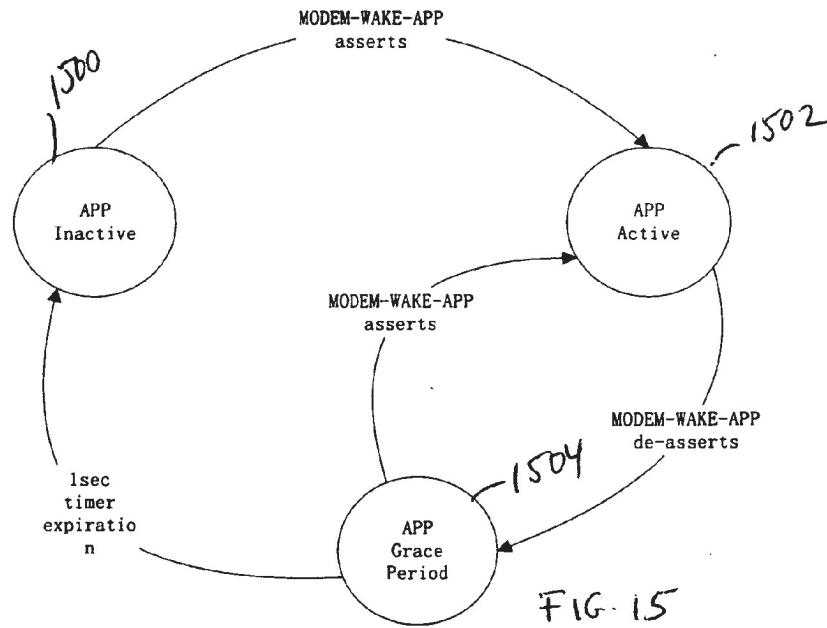 MODEM-WAKE-APP
asserts
1500
1502
APP
Inactive
APP
Active
MODEM-WAKE-APP
asserts
MODEM-WAKE-APP
de-asserts
1sec
timer
expiratio
n
1504
APP
Grace
Period
FIG. 15